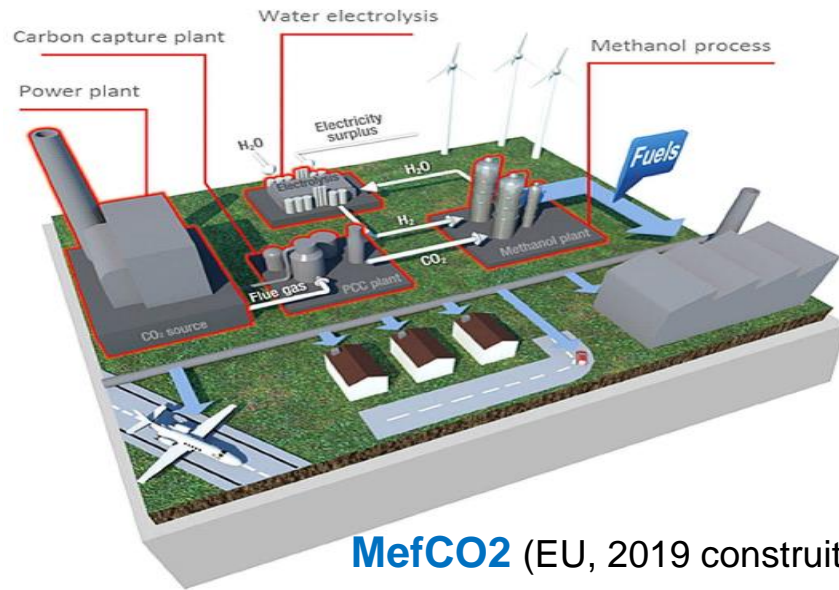 Water electrolysis
Carbon capture plant
Methanol process
Power plant
Electricity
surplus
H₂O
Fuels
H₂O
Electrolysis
H₂
Methanol plant
CO₂
Flue gas
PCC plant
CO₂ source
MefCO2 (EU, 2019 construit